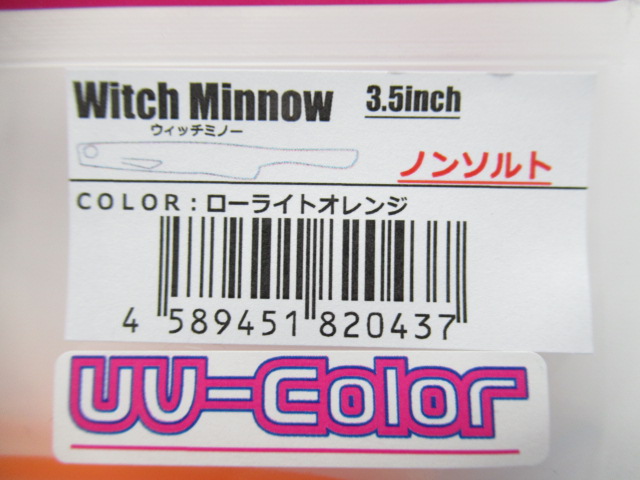 Witch Minnow 3.5inch
ウィッチミノー
ノンソルト
COLOR：ローライトオレンジ
4 589451 820437
UV-Color